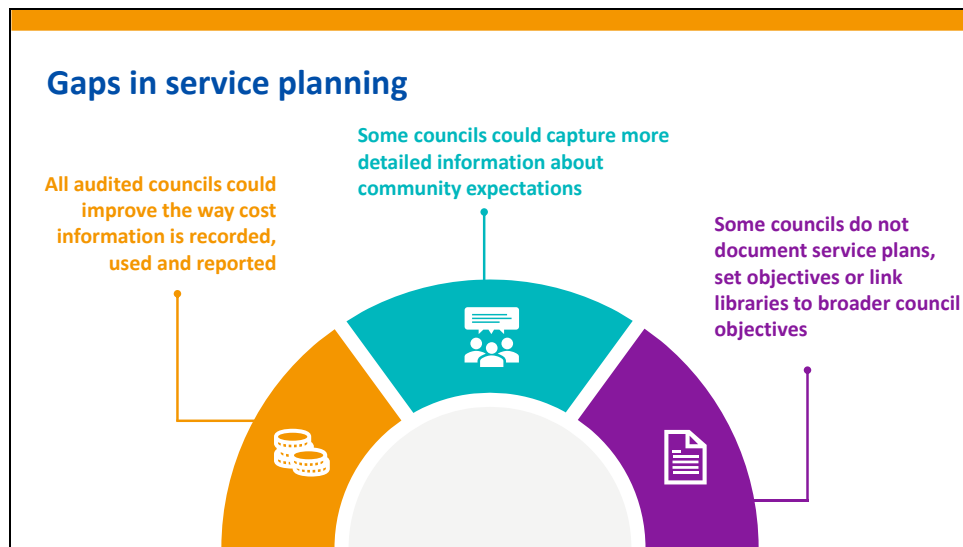 Gaps in service planning
Some councils could capture more
detailed information about
community expectations
All audited councils could
improve the way cost
information is recorded,
used and reported
Some councils do not
document service plans,
set objectives or link
libraries to broader council
objectives